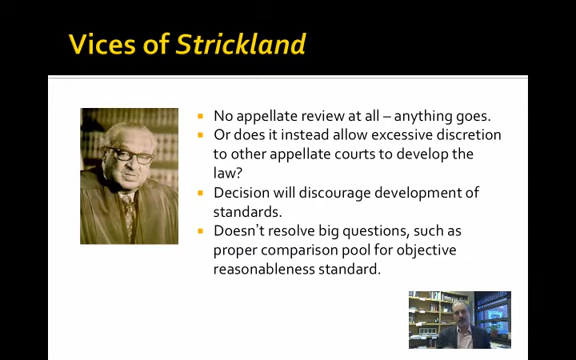 Vices of Strickland
No appellate review at all – anything goes.
Or does it instead allow excessive discretion
to other appellate courts to develop the
law?
Decision will discourage development of
standards.
Doesn't resolve big questions, such as
proper comparison pool for objective
reasonableness standard.